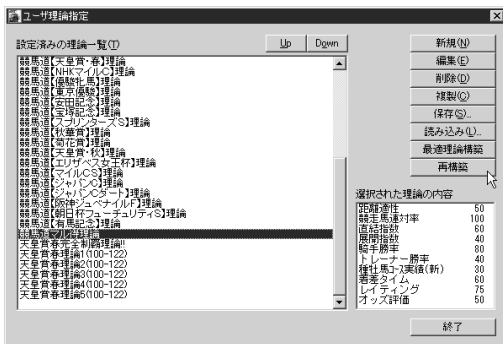 ユーザ理論指定
設定済みの理論一覧(T)
Up
Down
競馬道【天皇賞・春】理論
競馬道【NHKマイルC】理論
競馬道【優駿牝馬】理論
競馬道【東京優駿】理論
競馬道【安田記念】理論
競馬道【宝塚記念】理論
競馬道【スプリンターズS】理論
競馬道【秋華賞】理論
競馬道【菊花賞】理論
競馬道【天皇賞・秋】理論
競馬道【エリザベス女王杯】理論
競馬道【マイルCS】理論
競馬道【ジャパンC】理論
競馬道【ジャパンCダート】理論
競馬道【阪神ジュベナイルF】理論
競馬道【朝日杯フューチュリティS】理論
競馬道【有馬記念】理論
競馬道マル得理論
天皇賞春完全制覇理論!!
天皇賞春理論1(100-122)
天皇賞春理論2(100-122)
天皇賞春理論3(100-122)
天皇賞春理論4(100-122)
天皇賞春理論5(100-122)
新規(N)
編集(E)
削除(D)
複製(C)
保存(S)...
読み込み(L)...
最適理論構築
再構築
選択された理論の内容
距離適性 50
競走馬連対率 100
直結指数 60
展開指数 40
騎手勝率 80
トレーナー勝率 40
種牡馬コース実績(新) 30
着差タイム 60
レイティング 75
オッズ評価 50
終了